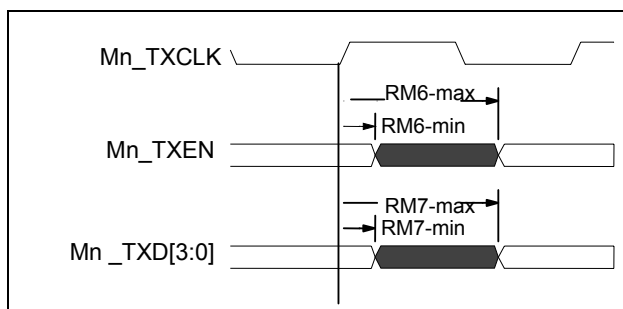 Mn_TXCLK
RM6-max
RM6-min
Mn_TXEN
RM7-max
RM7-min
Mn _TXD[3:0]